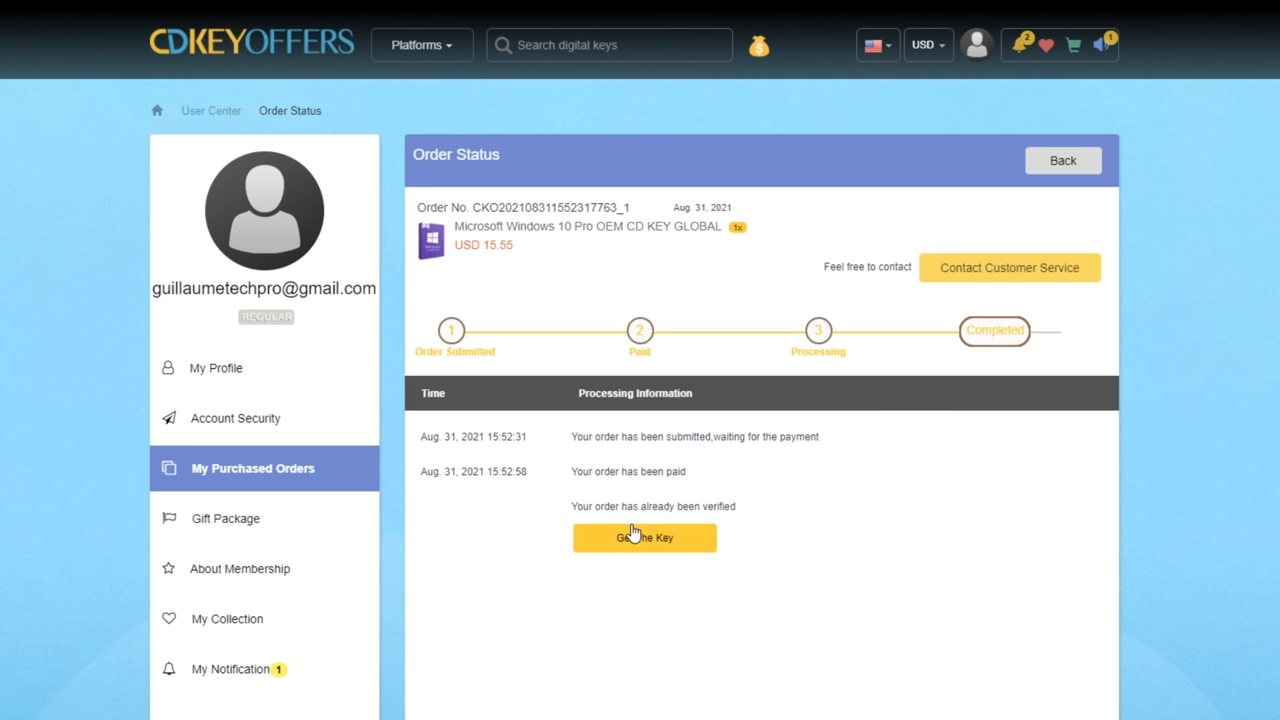 CDKEYOFFERS
Platforms
Search digital keys
$
USD
2
1
User Center
Order Status
guillaumetechpro@gmail.com
REGULAR
My Profile
Account Security
My Purchased Orders
Gift Package
About Membership
My Collection
My Notification 1
Order Status
Back
Order No. CKO202108311552317763_1
Aug. 31, 2021
Microsoft Windows 10 Pro OEM CD KEY GLOBAL 1x
USD 15.55
Feel free to contact
Contact Customer Service
1
2
3
Completed
Order Submitted
Paid
Processing
Time
Processing Information
Aug. 31, 2021 15:52:31
Your order has been submitted,waiting for the payment
Aug. 31, 2021 15:52:58
Your order has been paid
Your order has already been verified
Get the Key